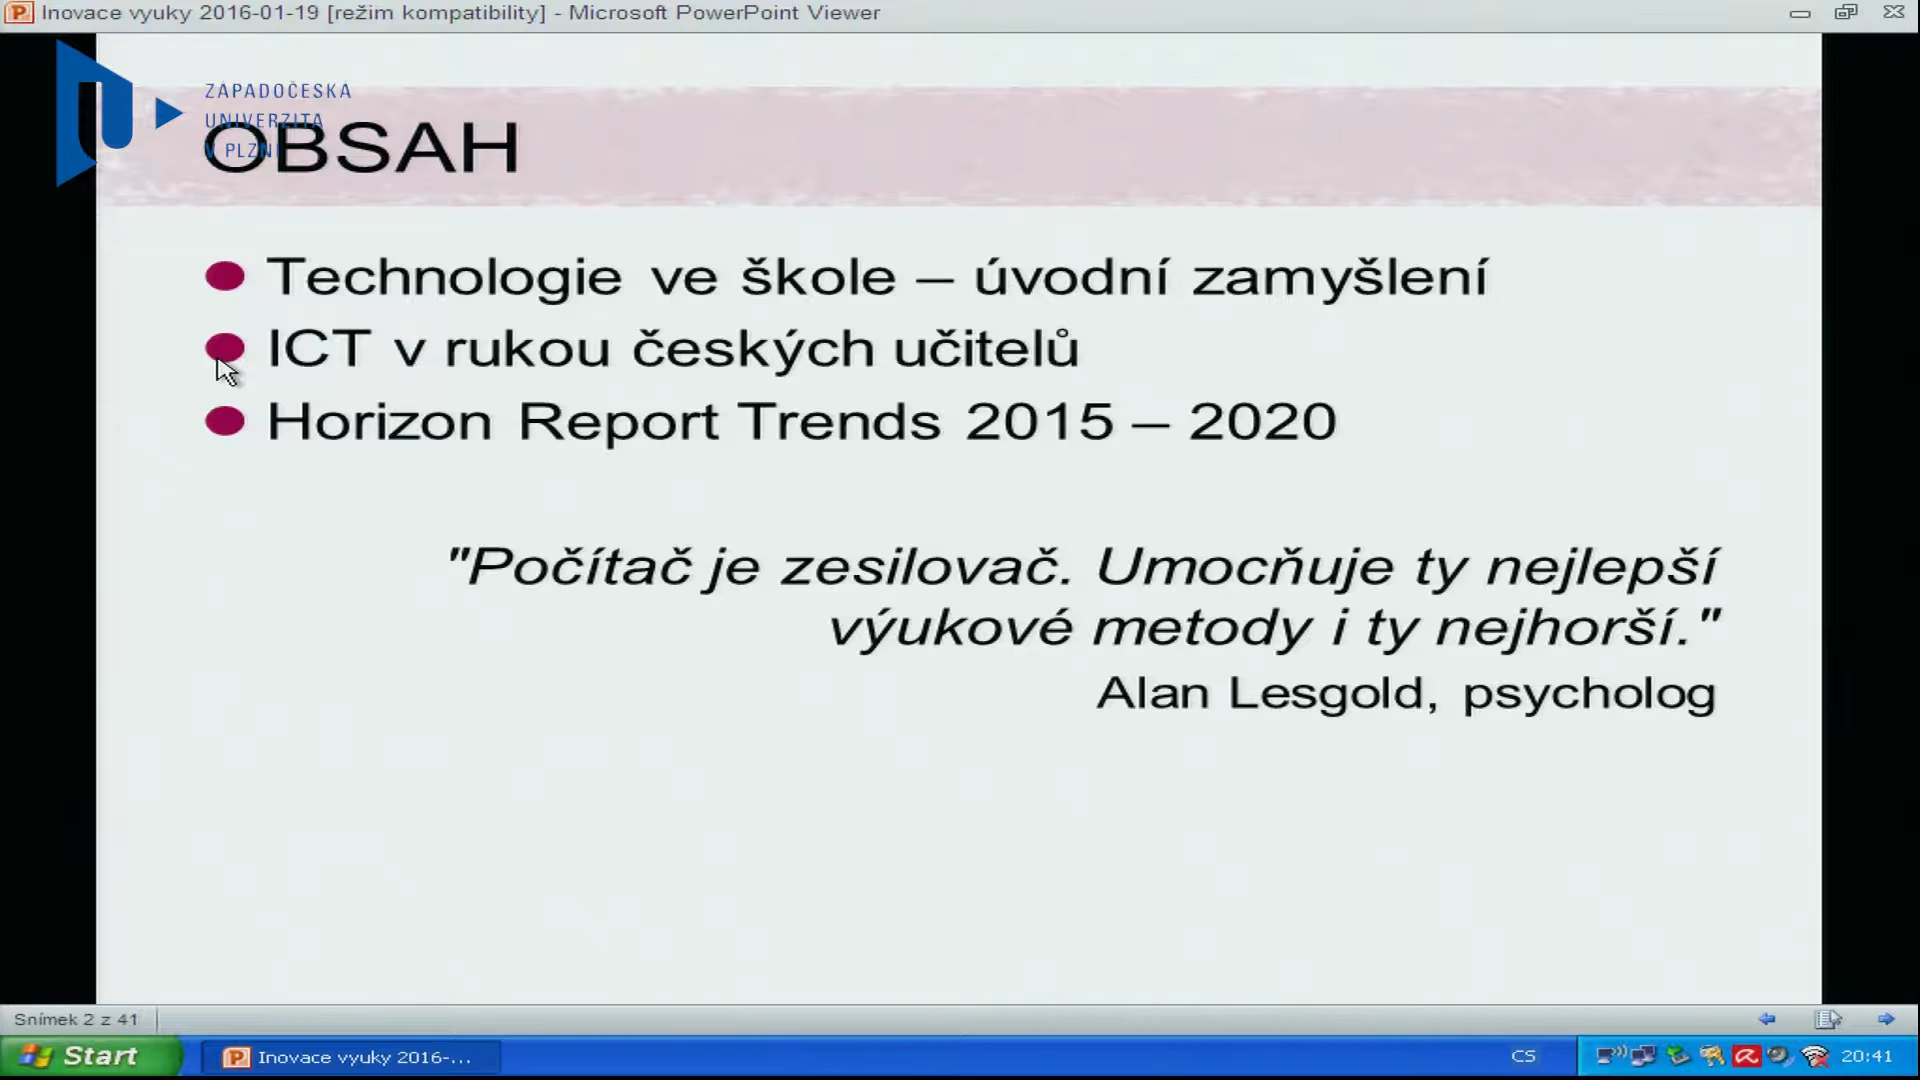 Inovace vyuky 2016-01-19 [režim kompatibility] - Microsoft PowerPoint Viewer
ZÁPADOČESKÁ
UNIVERZITA
V PLZNI
OBSAH
Technologie ve škole – úvodní zamyšlení
ICT v rukou českých učitelů
Horizon Report Trends 2015 – 2020
"Počítač je zesilovač. Umocňuje ty nejlepší
výukové metody i ty nejhorší."
Alan Lesgold, psycholog
Snímek 2 z 41
Start
Inovace vyuky 2016-...
CS
20:41